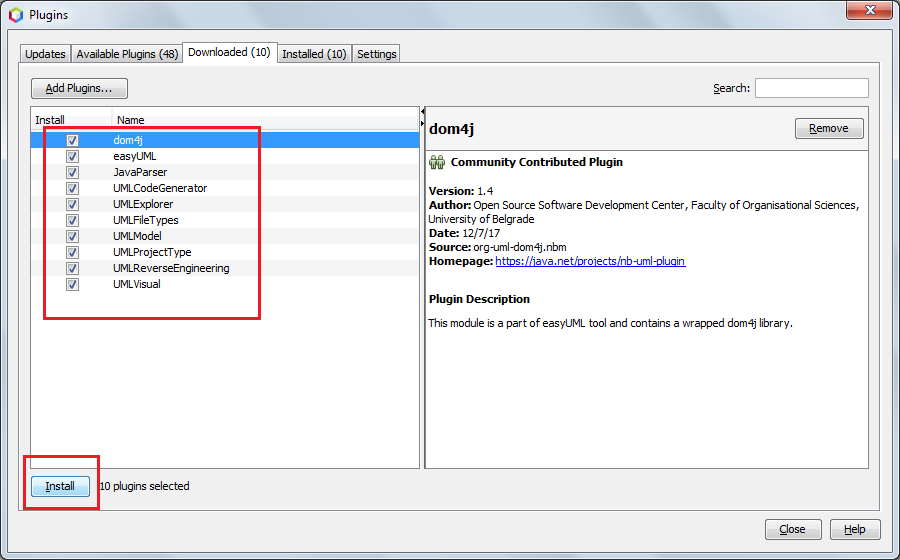 Plugins
Updates
Available Plugins (48)
Downloaded (10)
Installed (10)
Settings
Add Plugins...
Search:
Install
Name
dom4j
easyUML
JavaParser
UMLCodeGenerator
UMLExplorer
UMLFileTypes
UMLModel
UMLProjectType
UMLReverseEngineering
UMLVisual
dom4j
Remove
Community Contributed Plugin
Version: 1.4
Author: Open Source Software Development Center, Faculty of Organisational Sciences,
University of Belgrade
Date: 12/7/17
Source: org-uml-dom4j.nbm
Homepage: https://java.net/projects/nb-uml-plugin
Plugin Description
This module is a part of easyUML tool and contains a wrapped dom4j library.
Install
10 plugins selected
Close
Help